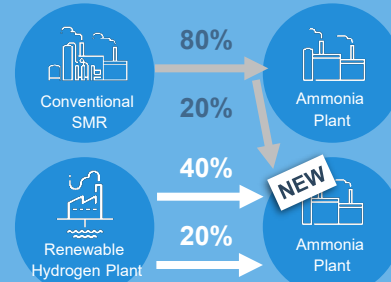 80%
Conventional
SMR
20%
Ammonia
Plant
40%
NEW
Renewable
Hydrogen Plant
20%
Ammonia
Plant